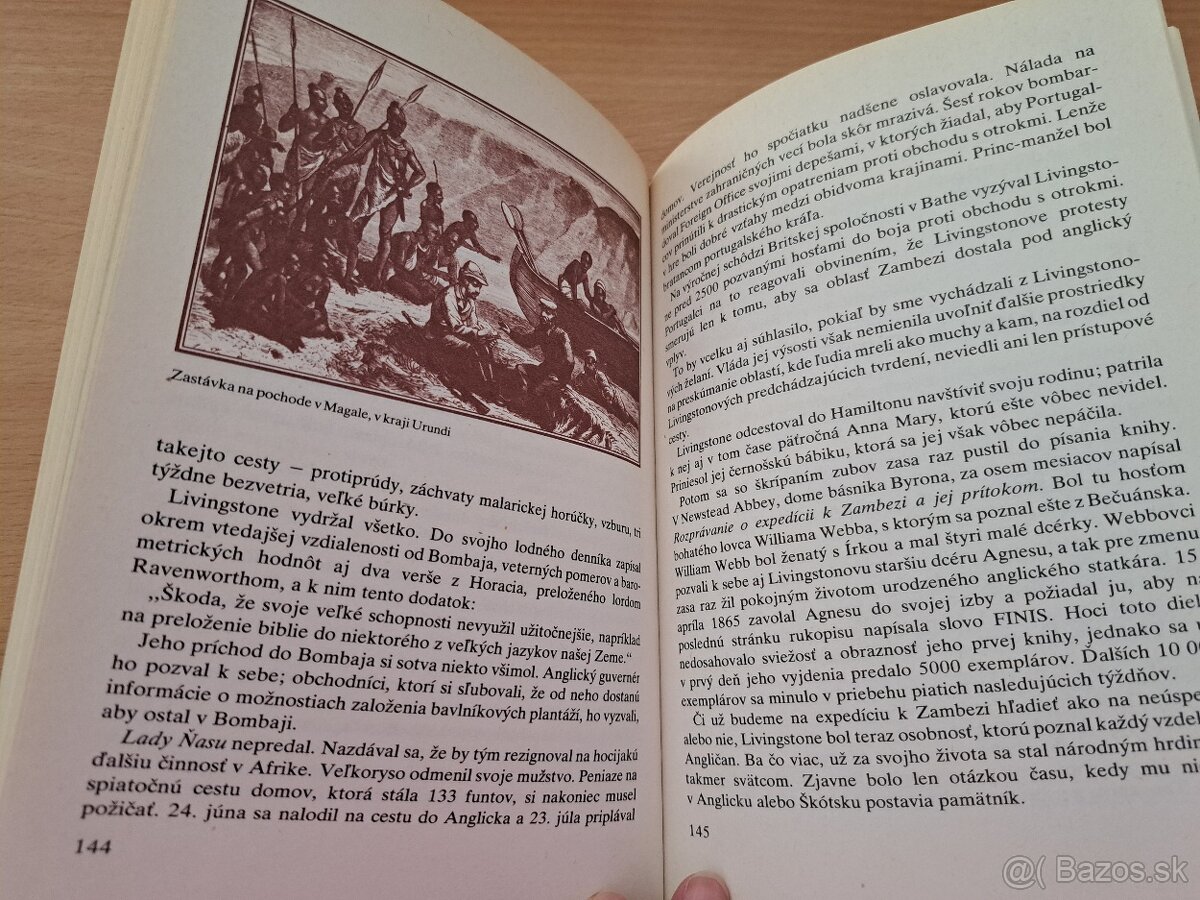 Zastávka na pochode v Magale, v kraji Urundi
takejto cesty – protiprúdy, záchvaty malarickej horúčky, vzburu, tri
týždne bezvetria, veľké búrky.
Livingstone vydržal všetko. Do svojho lodného denníka zapísal
okrem vtedajšej vzdialenosti od Bombaja, veterných pomerov a baro-
metrických hodnôt aj dva verše z Horacia, preloženého lordom
Ravenworthom, a k nim tento dodatok:
,,Škoda, že svoje veľké schopnosti nevyužil užitočnejšie, napríklad
na preloženie biblie do niektorého z veľkých jazykov našej Zeme.“
Jeho príchod do Bombaja si sotva niekto všimol. Anglický guvernér
ho pozval k sebe; obchodníci, ktorí si sľubovali, že od neho dostanú
informácie o možnostiach založenia bavlníkových plantáží, ho vyzvali,
aby ostal v Bombaji.
Lady Ňasu nepredal. Nazdával sa, že by tým rezignoval na hocijakú
ďalšiu činnosť v Afrike. Veľkoryso odmenil svoje mužstvo. Peniaze na
spiatočnú cestu domov, ktorá stála 133 funtov, si nakoniec musel
požičať. 24. júna sa nalodil na cestu do Anglicka a 23. júla priplával
144
domov. Verejnosť ho spočiatku nadšene oslavovala. Nálada na
ministerstve zahraničných vecí bola skôr mrazivá. Šesť rokov bombar-
doval Foreign Office svojimi depešami, v ktorých žiadal, aby Portugal-
cov prinútili k drastickým opatreniam proti obchodu s otrokmi. Lenže
v hre boli dobré vzťahy medzi obidvoma krajinami. Princ-manžel bol
bratancom portugalského kráľa.
Na výročnej schôdzi Britskej spoločnosti v Bathe vyzýval Livingsto-
ne pred 2500 pozvanými hosťami do boja proti obchodu s otrokmi.
Portugalci na to reagovali obvinením, že Livingstonove protesty
smerujú len k tomu, aby sa oblasť Zambezi dostala pod anglický
vplyv.
To by vcelku aj súhlasilo, pokiaľ by sme vychádzali z Livingstono-
vých želaní. Vláda jej výsosti však nemienila uvoľniť ďalšie prostriedky
na preskúmanie oblastí, kde ľudia mreli ako muchy a kam, na rozdiel od
Livingstonových predchádzajúcich tvrdení, neviedli ani len prístupové
cesty.
Livingstone odcestoval do Hamiltonu navštíviť svoju rodinu; patrila
k nej aj v tom čase päťročná Anna Mary, ktorú ešte vôbec nevidel.
Priniesol jej černošskú bábiku, ktorá sa jej však vôbec nepáčila.
Potom sa so škrípaním zubov zasa raz pustil do písania knihy.
V Newstead Abbey, dome básnika Byrona, za osem mesiacov napísal
Rozprávanie o expedícii k Zambezi a jej prítokom. Bol tu hosťom
bohatého lovca Williama Webba, s ktorým sa poznal ešte z Bečuánska.
William Webb bol ženatý s Írkou a mal štyri malé dcérky. Webbovci
pozvali k sebe aj Livingstonovu staršiu dcéru Agnesu, a tak pre zmenu
zasa raz žil pokojným životom urodzeného anglického statkára. 15
apríla 1865 zavolal Agnesu do svojej izby a požiadal ju, aby na
poslednú stránku rukopisu napísala slovo FINIS. Hoci toto diel
nedosahovalo sviežosť a obraznosť jeho prvej knihy, jednako sa u
v prvý deň jeho vyjdenia predalo 5000 exemplárov. Ďalších 10 00
exemplárov sa minulo v priebehu piatich nasledujúcich týždňov.
Či už budeme na expedíciu k Zambezi hľadieť ako na neúspe
alebo nie, Livingstone bol teraz osobnosť, ktorú poznal každý vzdel
Angličan. Ba čo viac, už za svojho života sa stal národným hrdin
takmer svätcom. Zjavne bolo len otázkou času, kedy mu nie
v Anglicku alebo Škótsku postavia pamätník.
145
@( Bazos.sk